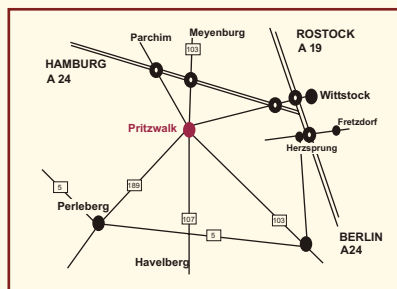 Parchim
Meyenburg
ROSTOCK
A 19
103
HAMBURG
A 24
Wittstock
Pritzwalk
Fretzdorf
Herzsprung
5
189
Perleberg
107
103
5
BERLIN
A24
Havelberg